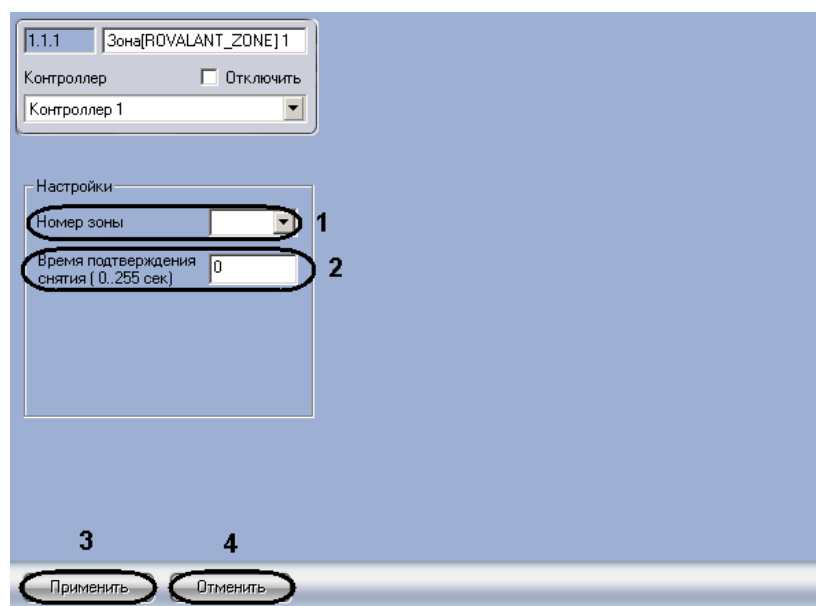 1.1.1 Зона[ROVALANT_ZONE] 1
Контроллер Отключить
Контроллер 1
Настройки
Номер зоны 1
Время подтверждения
снятия ( 0..255 сек) 0 2
3 4
Применить Отменить